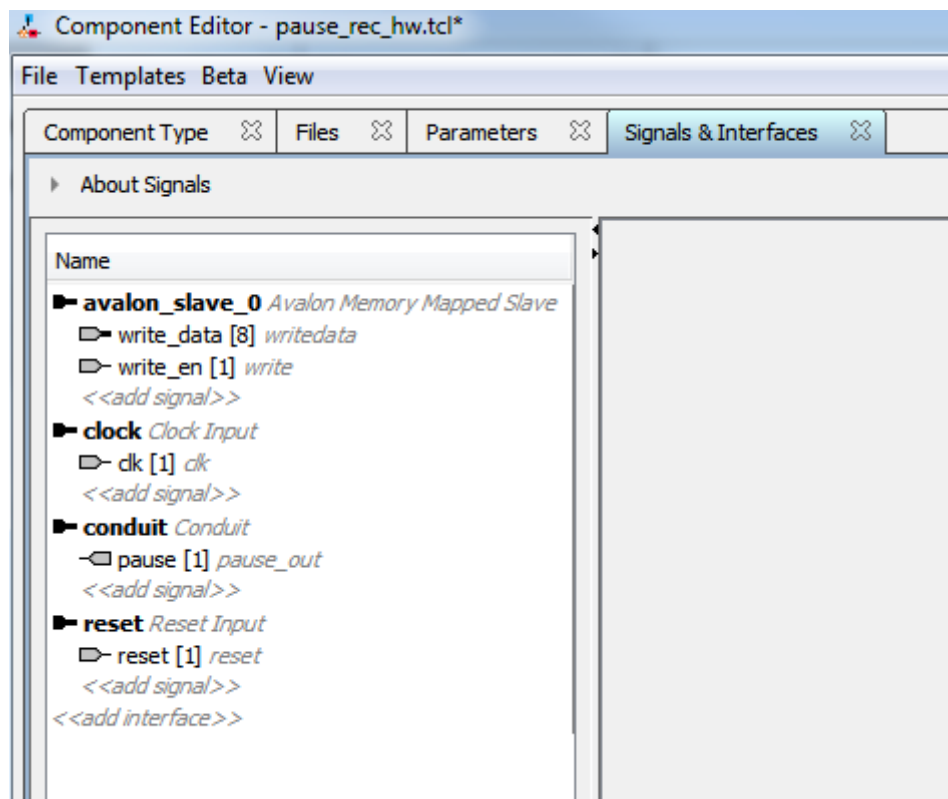 Component Editor - pause_rec_hw.tcl*
File Templates Beta View
Component Type Files Parameters Signals & Interfaces
About Signals
Name
avalon_slave_0 Avalon Memory Mapped Slave
write_data [8] writedata
write_en [1] write
<<add signal>>
clock Clock Input
clk [1] clk
<<add signal>>
conduit Conduit
pause [1] pause_out
<<add signal>>
reset Reset Input
reset [1] reset
<<add signal>>
<<add interface>>